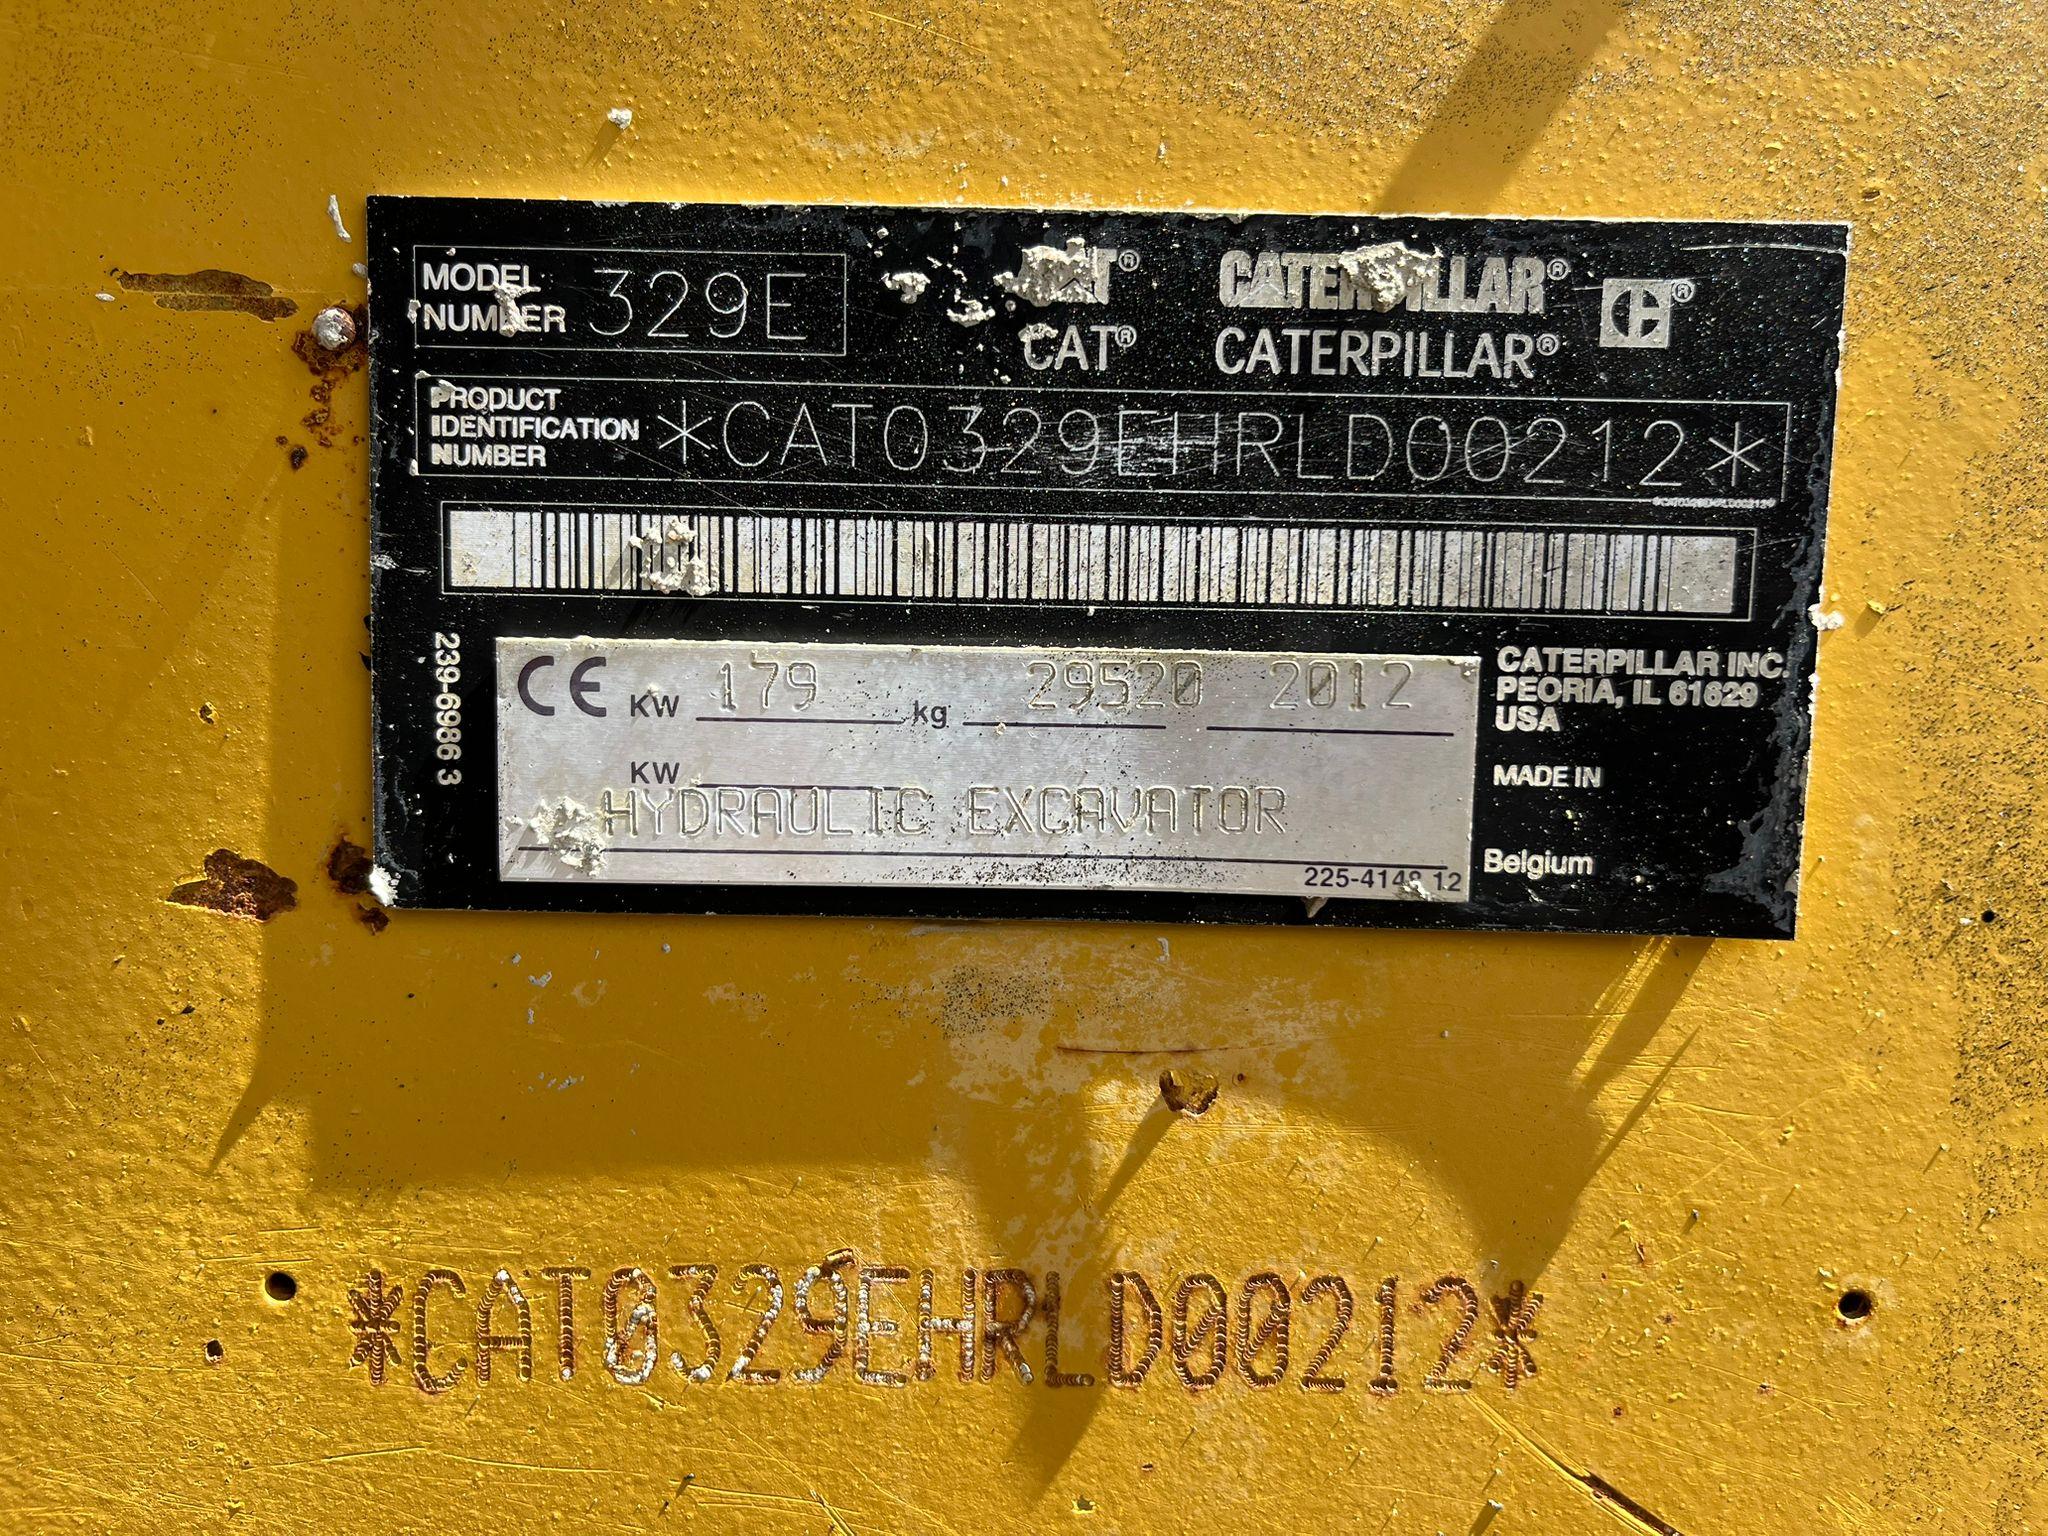 MODEL
NUMBER 329E
CAT® CATERPILLAR®
CAT® CATERPILLAR®
PRODUCT
IDENTIFICATION
NUMBER
*CAT0329EHRLD00212*
*CAT0329EHRLD00212*
239-6986 3
CE KW 179 kg 29520 2012
KW
HYDRAULIC EXCAVATOR
225-4148 12
CATERPILLAR INC.
PEORIA, IL 61629
USA
MADE IN
Belgium
*CAT0329EHRLD00212*